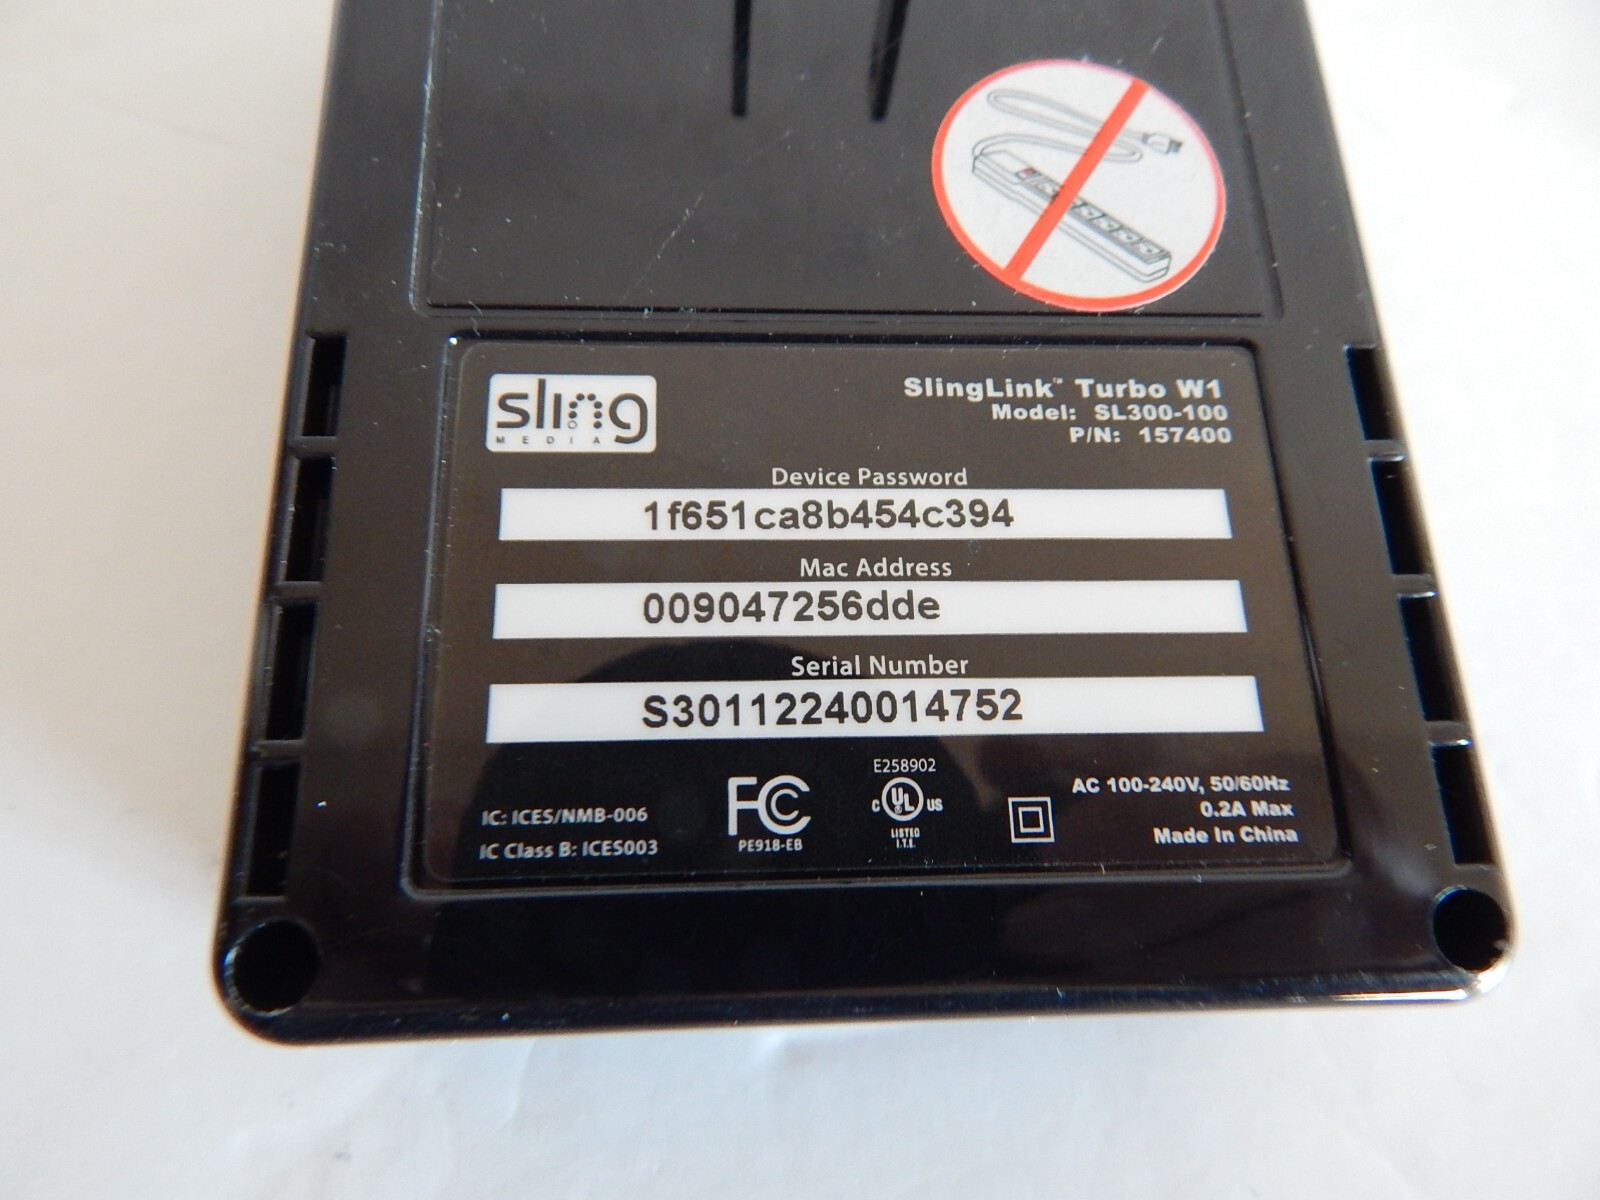 sling
MEDIA
SlingLink™ Turbo W1
Model: SL300-100
P/N: 157400
Device Password
1f651ca8b454c394
Mac Address
009047256dde
Serial Number
S30112240014752
IC: ICES/NMB-006
IC Class B: ICES003
FC
PE918-EB
E258902
C UL® US
LISTED
I.T.E.
AC 100-240V, 50/60Hz
0.2A Max
Made In China